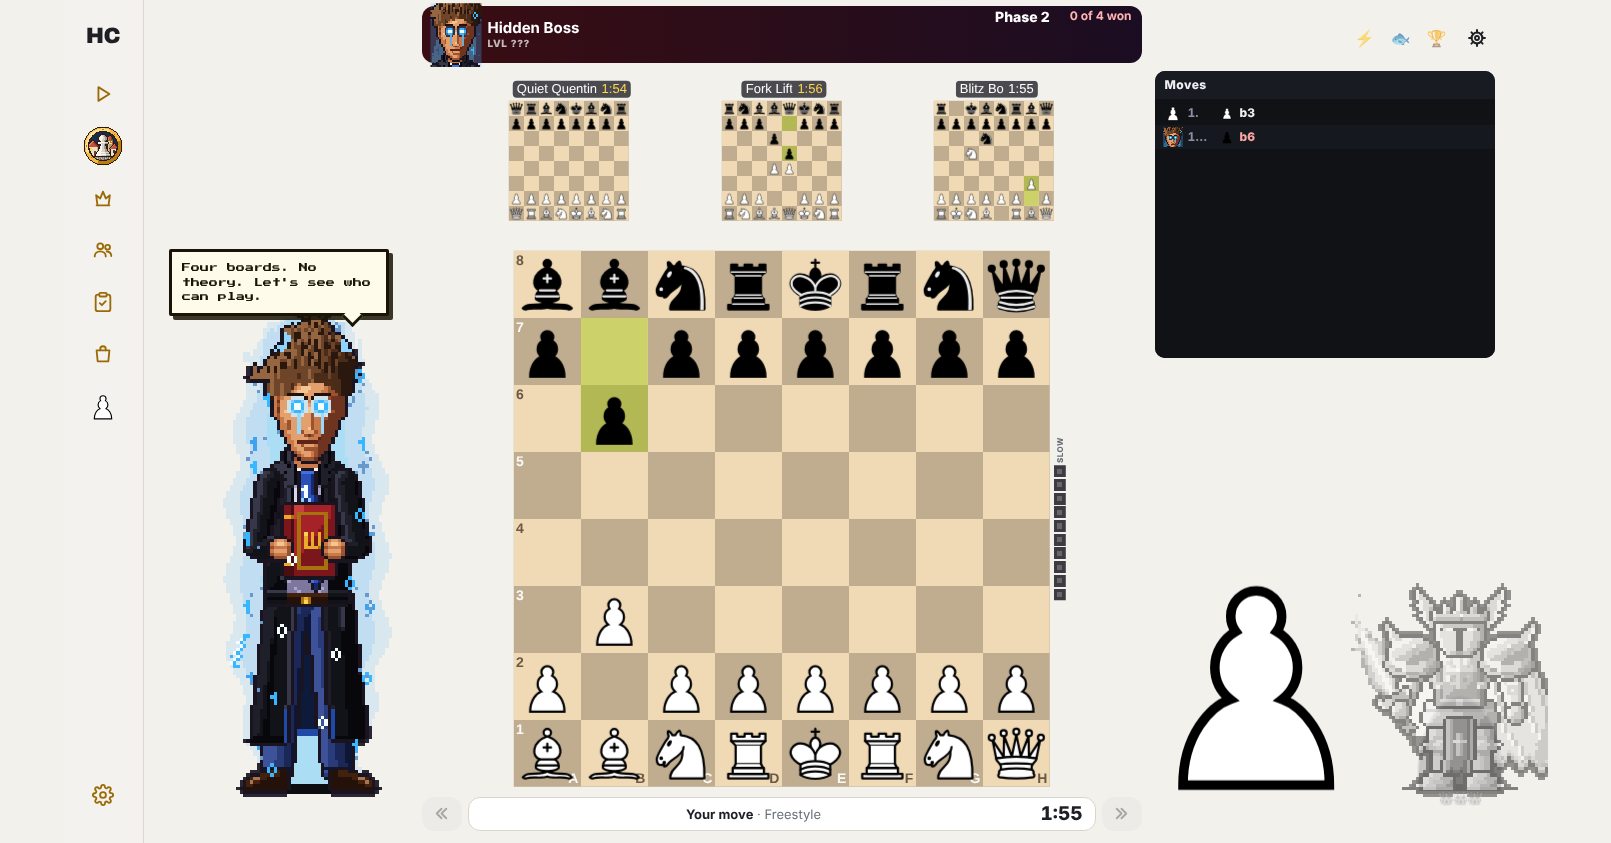 HC
Hidden Boss
LVL ???
Phase 2
0 of 4 won
Quiet Quentin 1:54
Fork Lift 1:56
Blitz Bo 1:55
Moves
1. b3
1... b6
Four boards. No
theory. Let's see who
can play.
8
7
6
5
4
3
2
1
A B C D E F G H
SLOW
Your move · Freestyle
1:55